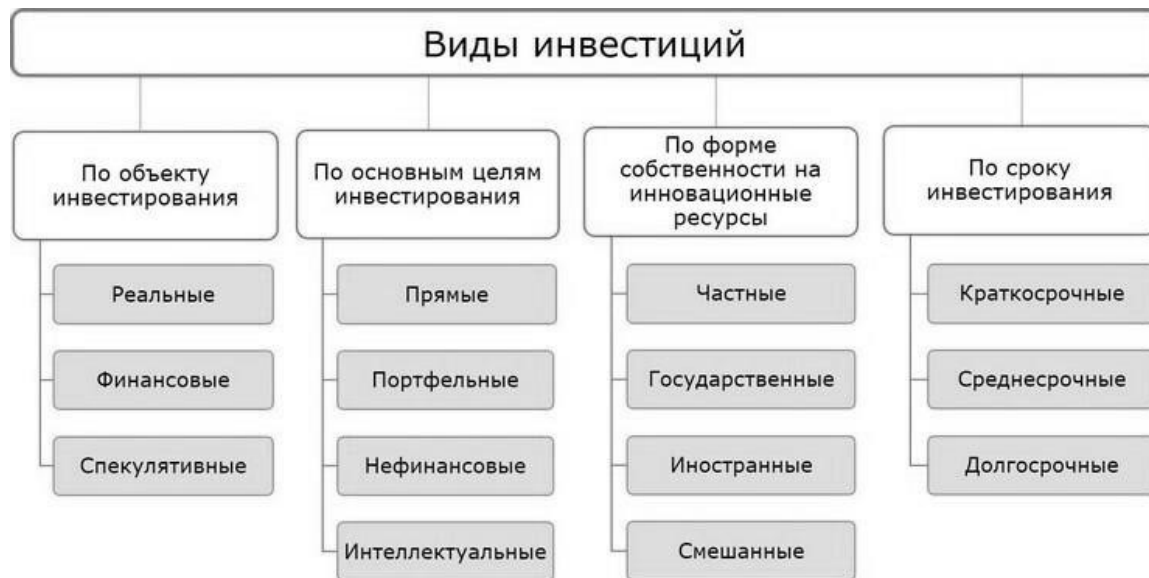 Виды инвестиций
По объекту
инвестирования
Реальные
Финансовые
Спекулятивные
По основным целям
инвестирования
Прямые
Портфельные
Нефинансовые
Интеллектуальные
По форме
собственности на
инновационные
ресурсы
Частные
Государственные
Иностранные
Смешанные
По сроку
инвестирования
Краткосрочные
Среднесрочные
Долгосрочные